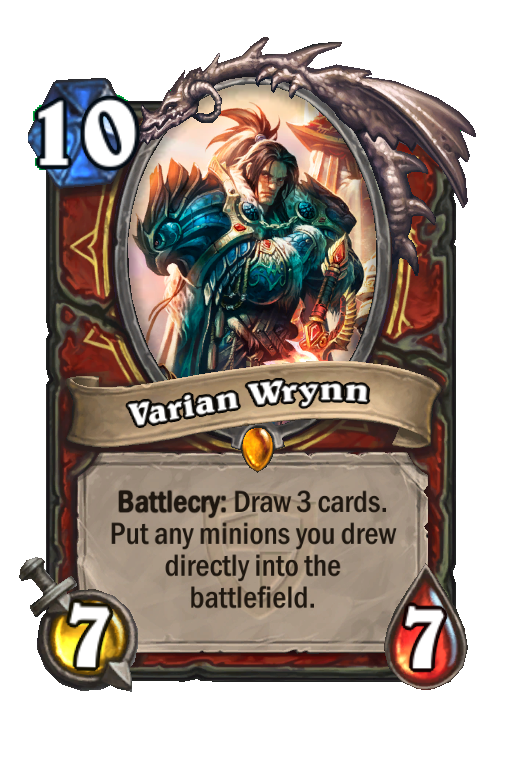 10
Varian Wrynn
Battlecry: Draw 3 cards.
Put any minions you drew
directly into the
battlefield.
7
7